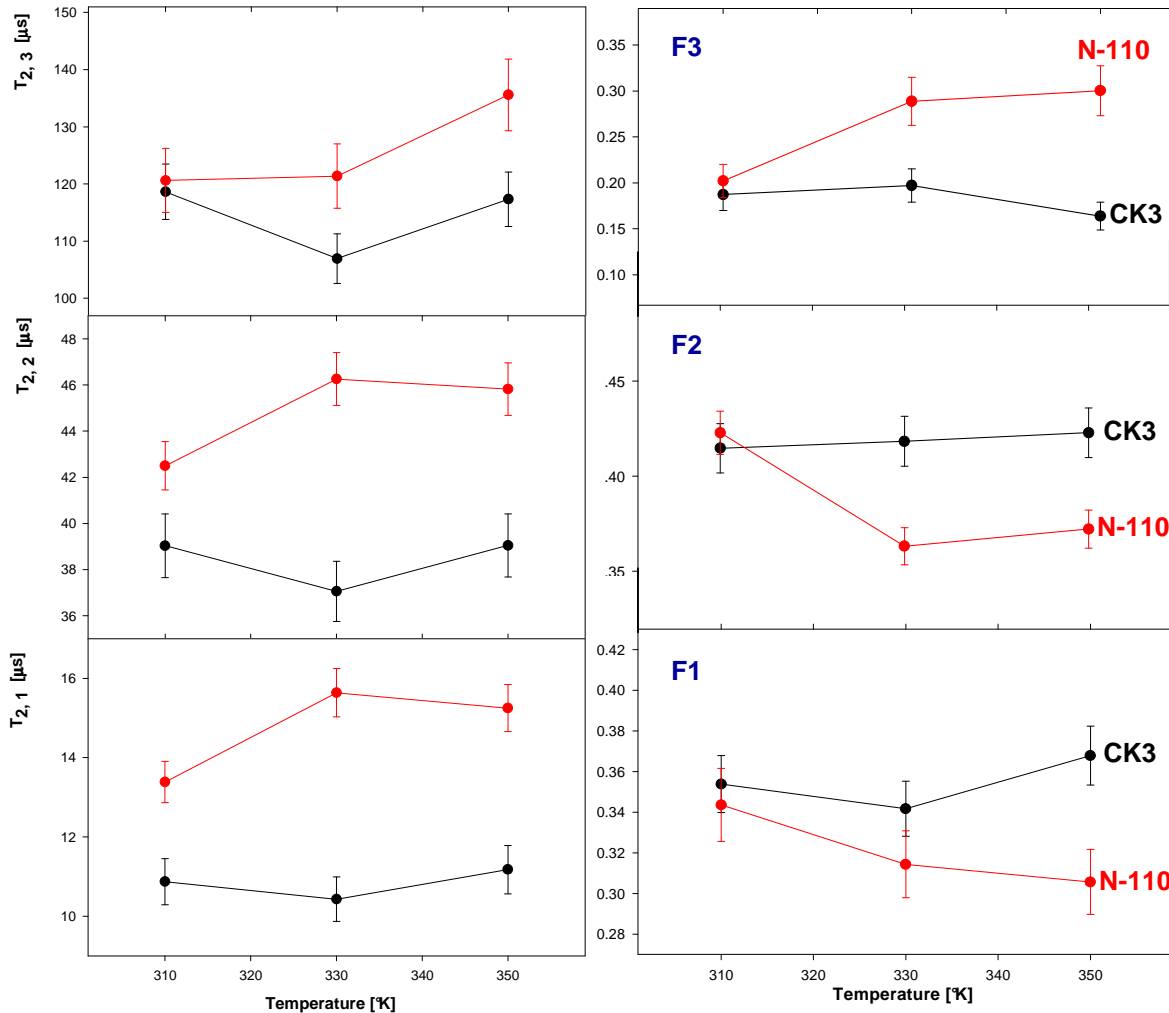 T2, 3 [µs]
150
140
130
120
110
100
F3
N-110
CK3
0.35
0.30
0.25
0.20
0.15
0.10
T2, 2 [µs]
48
46
44
42
40
38
36
F2
CK3
N-110
.45
.40
.35
T2, 1 [µs]
16
14
12
10
F1
CK3
N-110
0.42
0.40
0.38
0.36
0.34
0.32
0.30
0.28
310 320 330 340 350
Temperature [°K]
310 320 330 340 350
Temperature [°K]